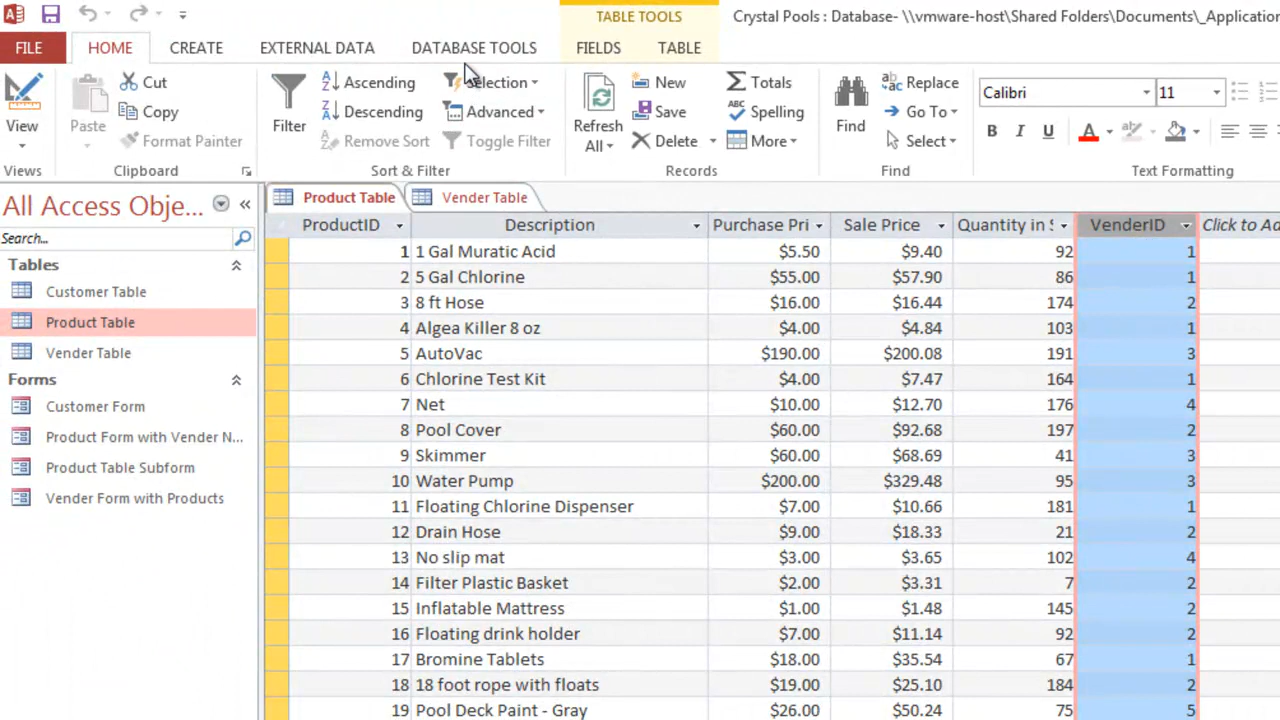 TABLE TOOLS
Crystal Pools : Database- \\vmware-host\Shared Folders\Documents\_Application
FILE HOME CREATE EXTERNAL DATA DATABASE TOOLS FIELDS TABLE
Cut Ascending Selection New Totals Replace Calibri 11
View Paste Copy Filter Descending Advanced Refresh All Save Spelling Find Go To
Format Painter Remove Sort Toggle Filter Delete More Select B I U A
Views Clipboard Sort & Filter Records Find Text Formatting
All Access Obje... «
Product Table Vender Table
Search...
ProductID Description Purchase Pri Sale Price Quantity in S VenderID Click to Ad
Tables
Customer Table
Product Table
Vender Table
Forms
Customer Form
Product Form with Vender N...
Product Table Subform
Vender Form with Products
1 1 Gal Muratic Acid $5.50 $9.40 92 1
2 5 Gal Chlorine $55.00 $57.90 86 1
3 8 ft Hose $16.00 $16.44 174 2
4 Algea Killer 8 oz $4.00 $4.84 103 1
5 AutoVac $190.00 $200.08 191 3
6 Chlorine Test Kit $4.00 $7.47 164 1
7 Net $10.00 $12.70 176 4
8 Pool Cover $60.00 $92.68 197 2
9 Skimmer $60.00 $68.69 41 3
10 Water Pump $200.00 $329.48 95 3
11 Floating Chlorine Dispenser $7.00 $10.66 181 1
12 Drain Hose $9.00 $18.33 21 2
13 No slip mat $3.00 $3.65 102 4
14 Filter Plastic Basket $2.00 $3.31 7 2
15 Inflatable Mattress $1.00 $1.48 145 2
16 Floating drink holder $7.00 $11.14 92 2
17 Bromine Tablets $18.00 $35.54 67 1
18 18 foot rope with floats $19.00 $25.10 184 2
19 Pool Deck Paint - Gray $26.00 $50.24 75 5